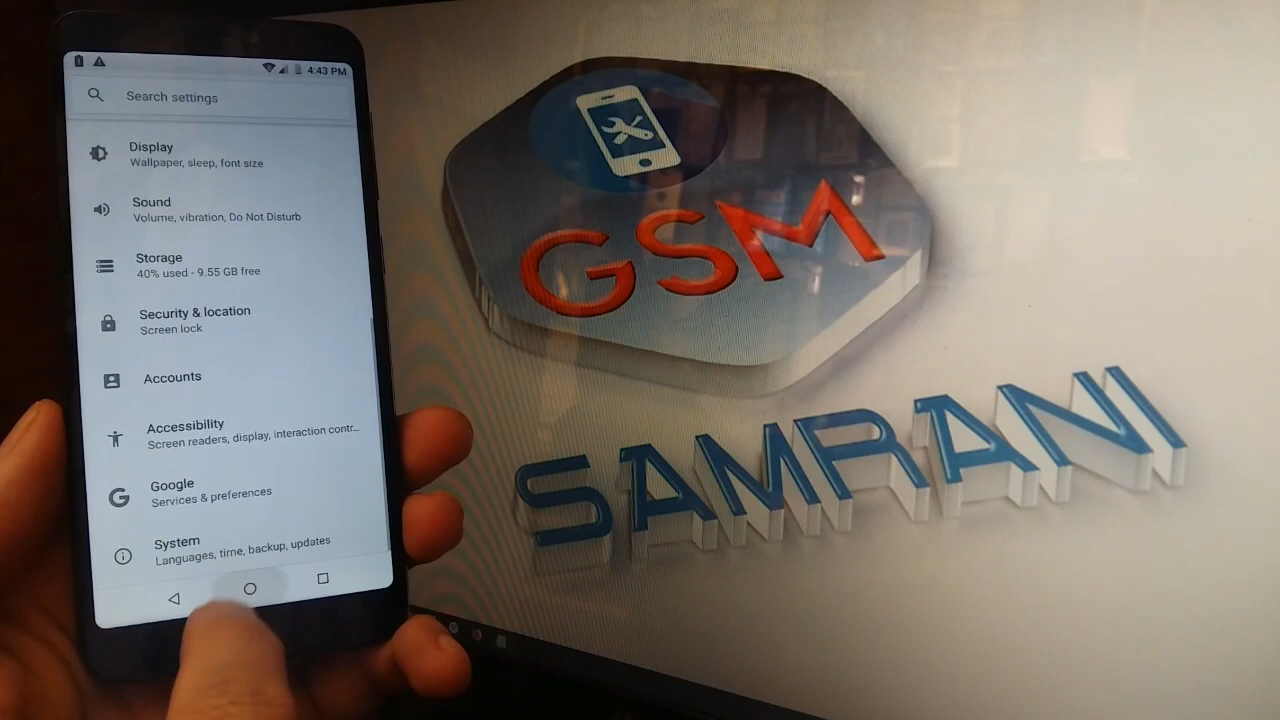 4:43 PM
Search settings
Display
Wallpaper, sleep, font size
Sound
Volume, vibration, Do Not Disturb
Storage
40% used - 9.55 GB free
Security & location
Screen lock
Accounts
Accessibility
Screen readers, display, interaction contr...
Google
Services & preferences
System
Languages, time, backup, updates
GSM
SAMRANI